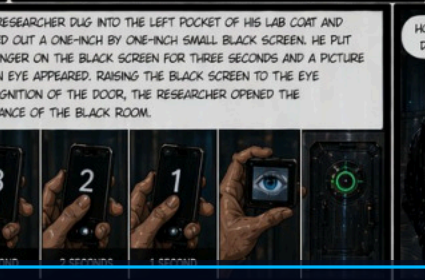 RESEARCHER DUG INTO THE LEFT POCKET OF HIS LAB COAT AND
OUT A ONE-INCH BY ONE-INCH SMALL BLACK SCREEN. HE PUT
ON THE BLACK SCREEN FOR THREE SECONDS AND A PICTURE
EYE APPEARED. RAISING THE BLACK SCREEN TO THE EYE
OF THE DOOR, THE RESEARCHER OPENED THE
OF THE BLACK ROOM.
3
2
1
2 SECONDS
1 SECOND